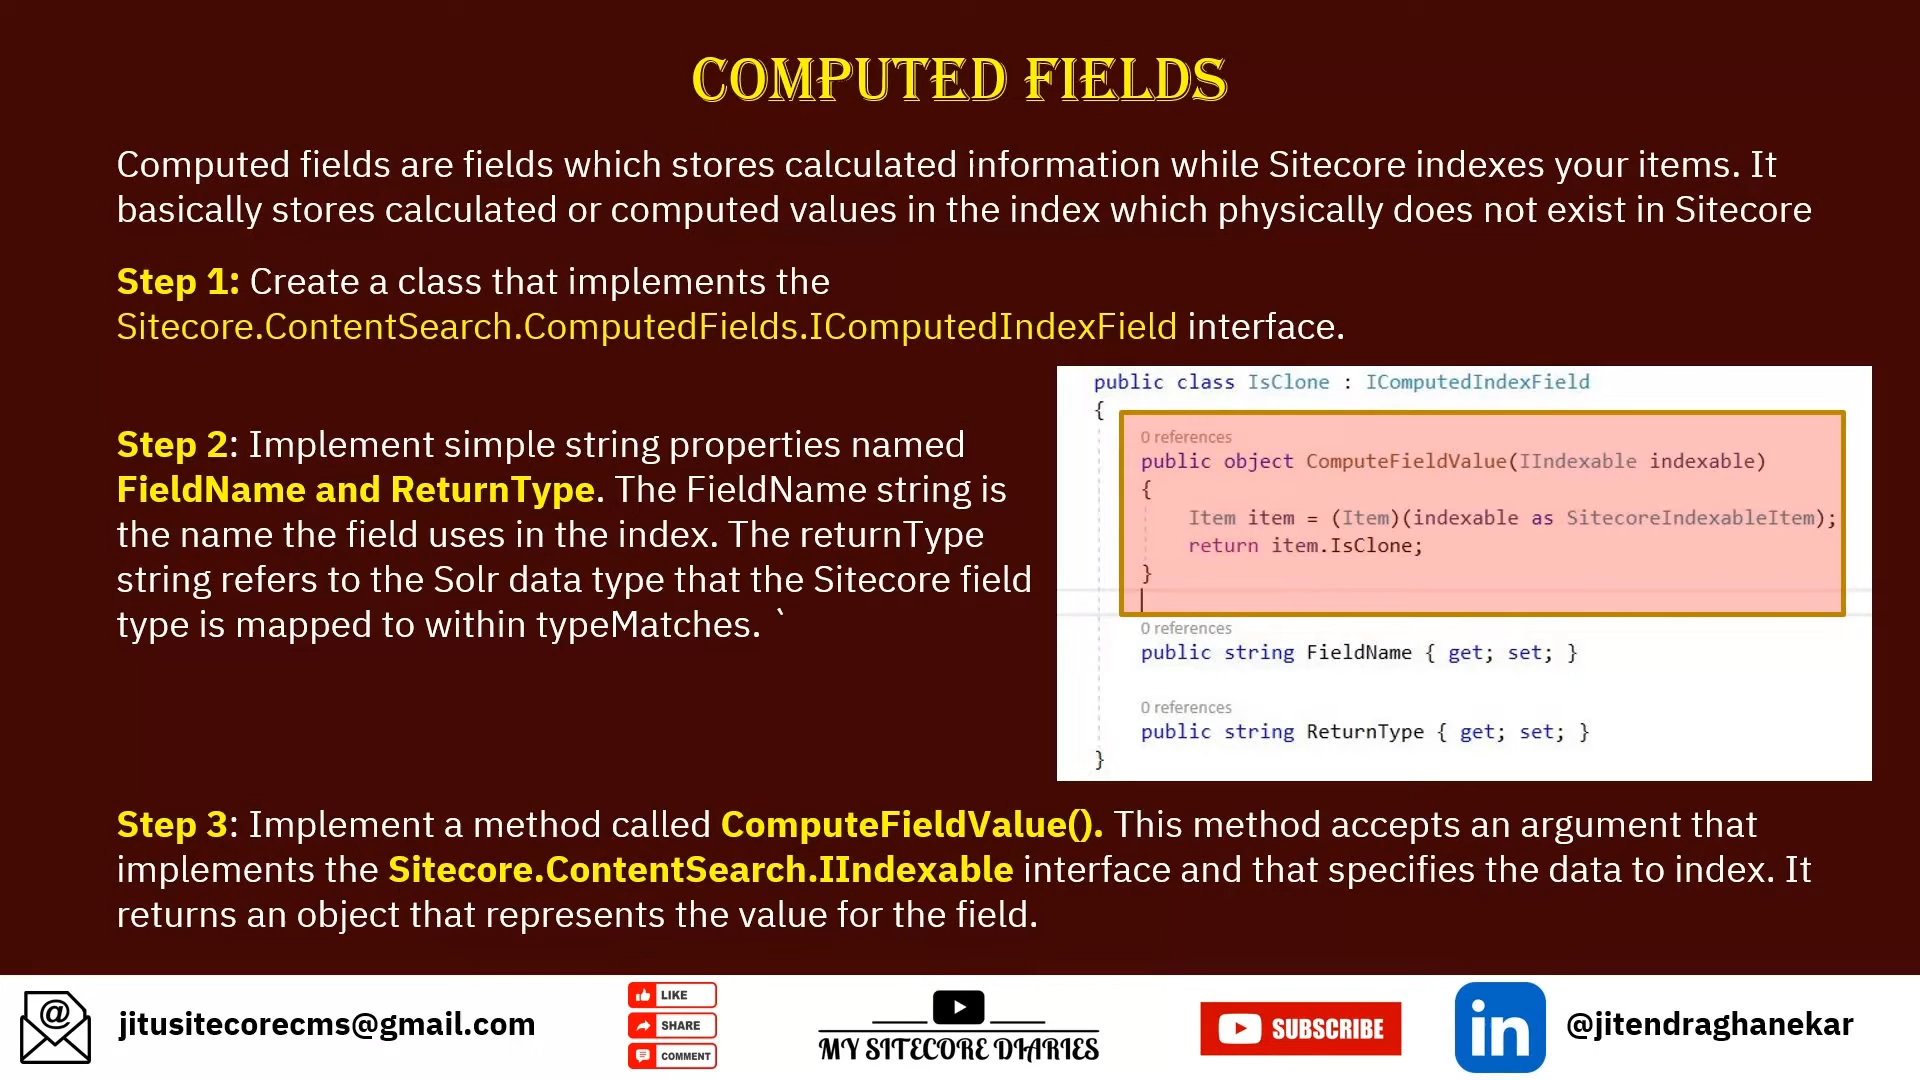 COMPUTED FIELDS
Computed fields are fields which stores calculated information while Sitecore indexes your items. It
basically stores calculated or computed values in the index which physically does not exist in Sitecore
Step 1: Create a class that implements the
Sitecore.ContentSearch.ComputedFields.IComputedIndexField interface.
Step 2: Implement simple string properties named
FieldName and ReturnType. The FieldName string is
the name the field uses in the index. The returnType
string refers to the Solr data type that the Sitecore field
type is mapped to within typeMatches. `
public class IsClone : IComputedIndexField
{
0 references
public object ComputeFieldValue(IIndexable indexable)
{
Item item = (Item)(indexable as SitecoreIndexableItem);
return item.IsClone;
}
0 references
public string FieldName { get; set; }
0 references
public string ReturnType { get; set; }
}
Step 3: Implement a method called ComputeFieldValue(). This method accepts an argument that
implements the Sitecore.ContentSearch.IIndexable interface and that specifies the data to index. It
returns an object that represents the value for the field.
jitusitecorecms@gmail.com
LIKE
SHARE
COMMENT
MY SITECORE DIARIES
SUBSCRIBE
in
@jitendraghanekar